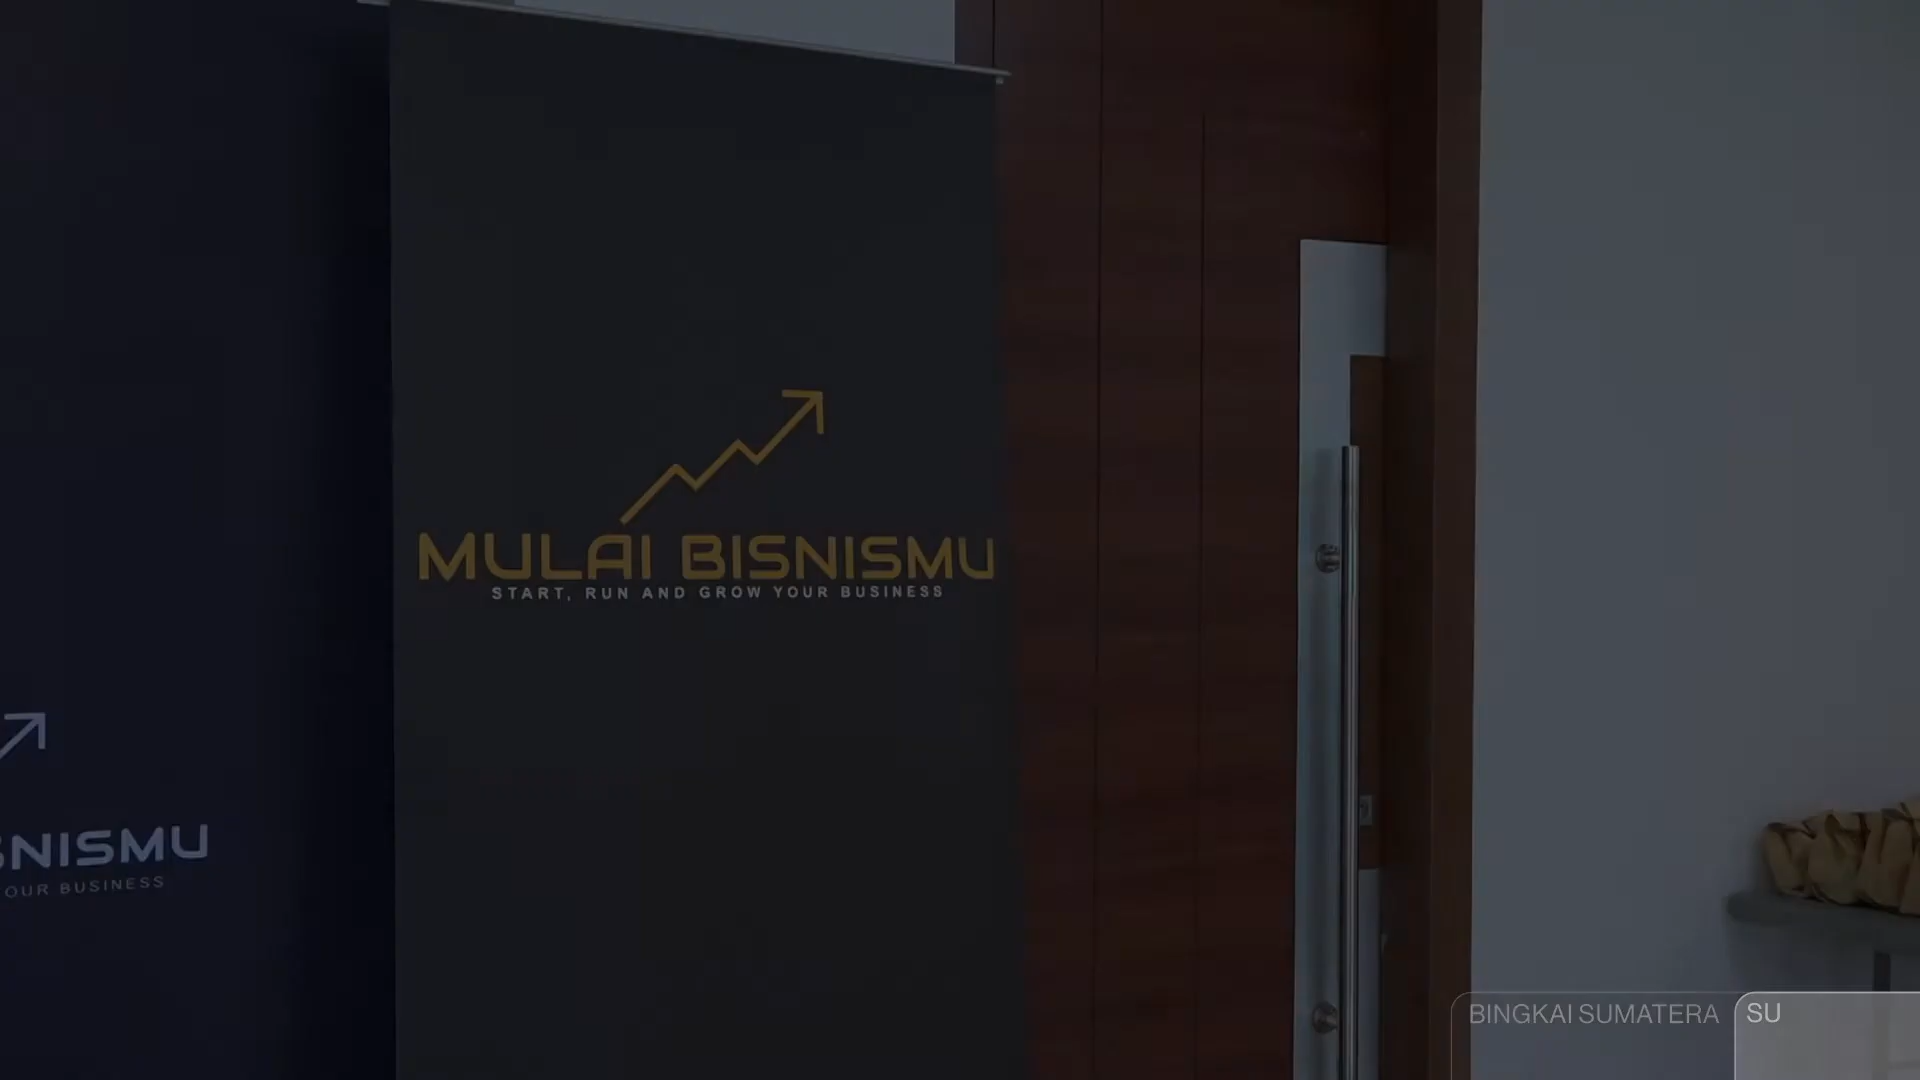 MULAI BISNISMU
START, RUN AND GROW YOUR BUSINESS
SNISMU
OUR BUSINESS
BINGKAI SUMATERA
SU